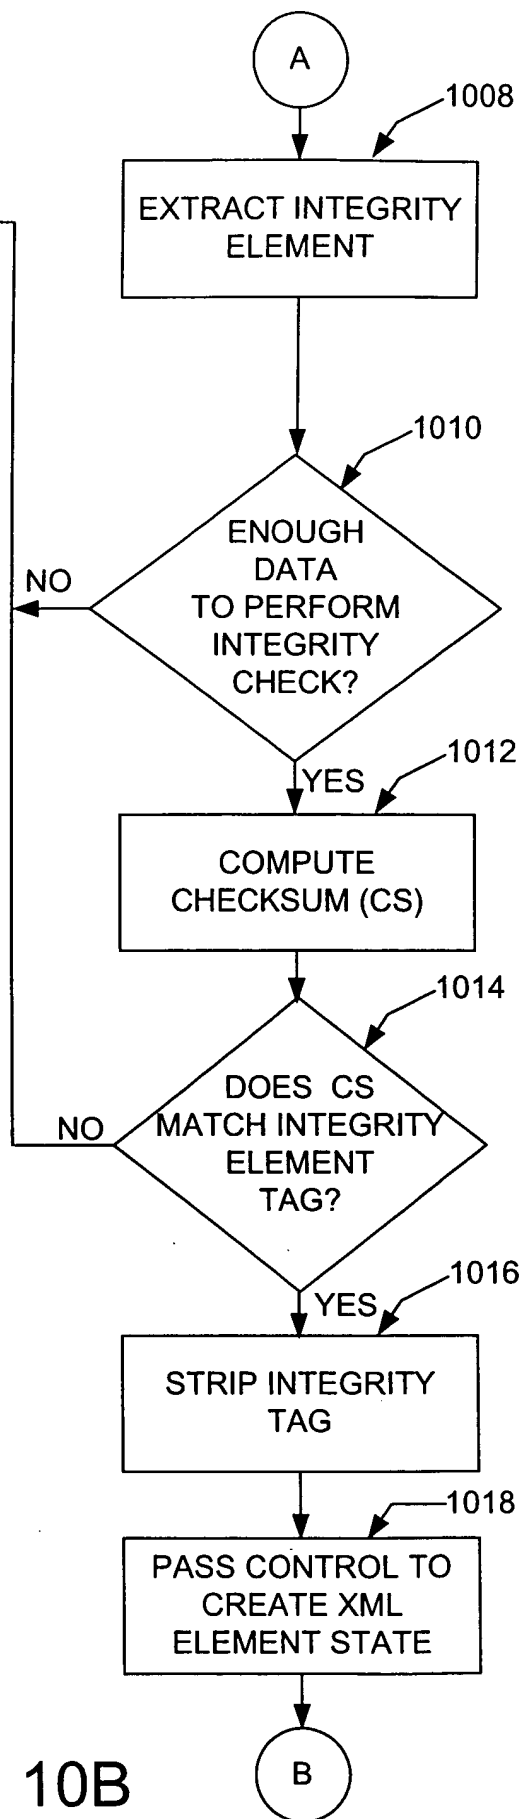 A
1008
EXTRACT INTEGRITY
ELEMENT
1010
ENOUGH
DATA
TO PERFORM
INTEGRITY
CHECK?
NO
YES
1012
COMPUTE
CHECKSUM (CS)
1014
DOES CS
MATCH INTEGRITY
ELEMENT
TAG?
NO
YES
1016
STRIP INTEGRITY
TAG
1018
PASS CONTROL TO
CREATE XML
ELEMENT STATE
B
10B